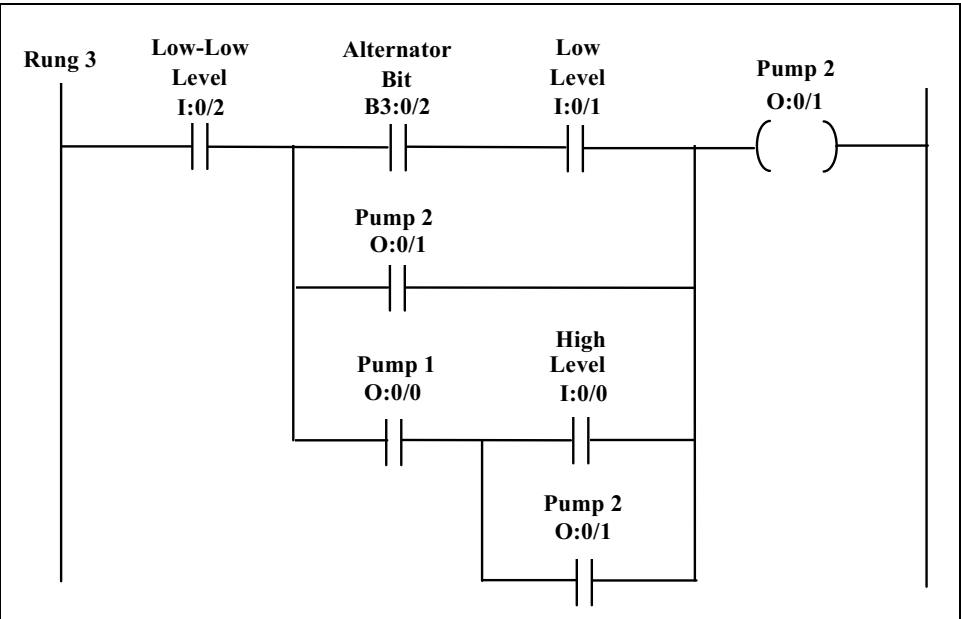 Rung 3
Low-Low
Level
I:0/2
Alternator
Bit
B3:0/2
Low
Level
I:0/1
Pump 2
O:0/1
Pump 2
O:0/1
Pump 1
O:0/0
High
Level
I:0/0
Pump 2
O:0/1